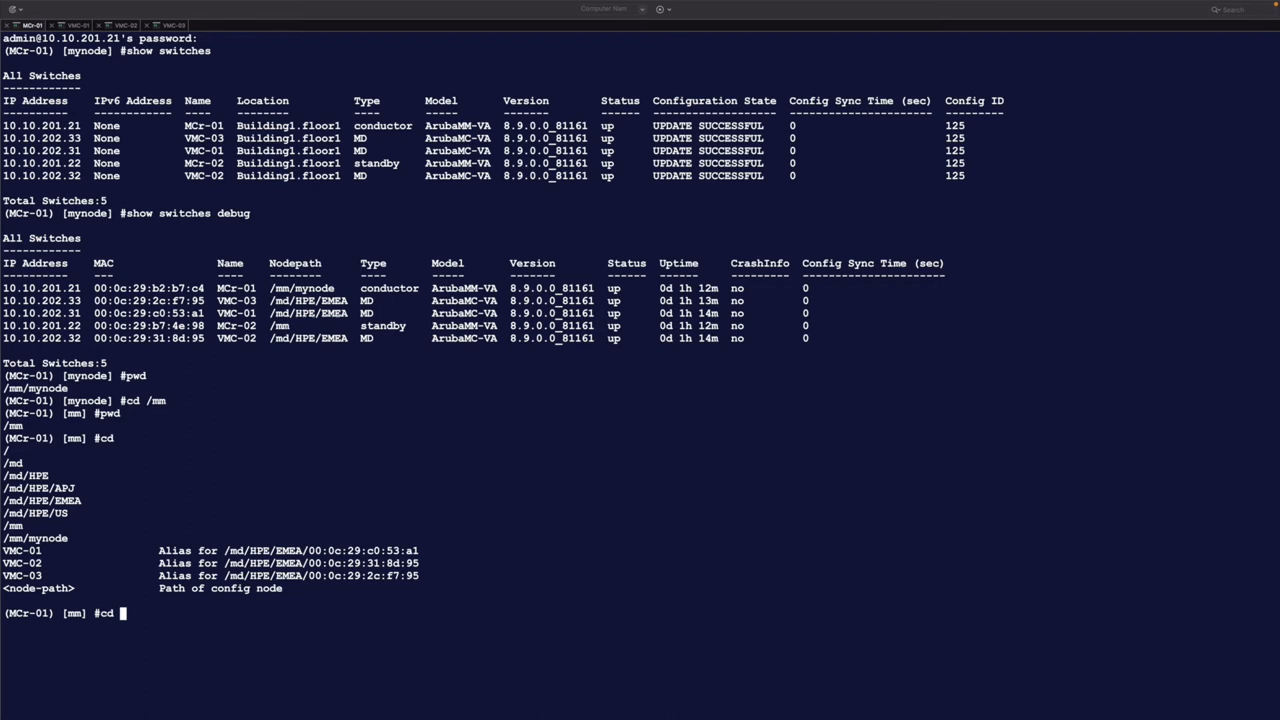 Computer Nam
Search
MCr-01 VMC-01 VMC-02 VMC-03
admin@10.10.201.21's password:
(MCr-01) [mynode] #show switches
All Switches
------------
IP Address IPv6 Address Name Location Type Model Version Status Configuration State Config Sync Time (sec) Config ID
---------- ------------ ---- -------- ---- ----- ------- ------ ------------------- ---------------------- ---------
10.10.201.21 None MCr-01 Building1.floor1 conductor ArubaMM-VA 8.9.0.0_81161 up UPDATE SUCCESSFUL 0 125
10.10.202.33 None VMC-03 Building1.floor1 MD ArubaMC-VA 8.9.0.0_81161 up UPDATE SUCCESSFUL 0 125
10.10.202.31 None VMC-01 Building1.floor1 MD ArubaMC-VA 8.9.0.0_81161 up UPDATE SUCCESSFUL 0 125
10.10.201.22 None MCr-02 Building1.floor1 standby ArubaMM-VA 8.9.0.0_81161 up UPDATE SUCCESSFUL 0 125
10.10.202.32 None VMC-02 Building1.floor1 MD ArubaMC-VA 8.9.0.0_81161 up UPDATE SUCCESSFUL 0 125
Total Switches:5
(MCr-01) [mynode] #show switches debug
All Switches
------------
IP Address MAC Name Nodepath Type Model Version Status Uptime CrashInfo Config Sync Time (sec)
---------- --- ---- -------- ---- ----- ------- ------ ------ --------- ----------------------
10.10.201.21 00:0c:29:b2:b7:c4 MCr-01 /mm/mynode conductor ArubaMM-VA 8.9.0.0_81161 up 0d 1h 12m no 0
10.10.202.33 00:0c:29:2c:f7:95 VMC-03 /md/HPE/EMEA MD ArubaMC-VA 8.9.0.0_81161 up 0d 1h 13m no 0
10.10.202.31 00:0c:29:c0:53:a1 VMC-01 /md/HPE/EMEA MD ArubaMC-VA 8.9.0.0_81161 up 0d 1h 14m no 0
10.10.201.22 00:0c:29:b7:4e:98 MCr-02 /mm standby ArubaMM-VA 8.9.0.0_81161 up 0d 1h 12m no 0
10.10.202.32 00:0c:29:31:8d:95 VMC-02 /md/HPE/EMEA MD ArubaMC-VA 8.9.0.0_81161 up 0d 1h 14m no 0
Total Switches:5
(MCr-01) [mynode] #pwd
/mm/mynode
(MCr-01) [mynode] #cd /mm
(MCr-01) [mm] #pwd
/mm
(MCr-01) [mm] #cd
/
/md
/md/HPE
/md/HPE/APJ
/md/HPE/EMEA
/md/HPE/US
/mm
/mm/mynode
VMC-01 Alias for /md/HPE/EMEA/00:0c:29:c0:53:a1
VMC-02 Alias for /md/HPE/EMEA/00:0c:29:31:8d:95
VMC-03 Alias for /md/HPE/EMEA/00:0c:29:2c:f7:95
<node-path> Path of config node
(MCr-01) [mm] #cd